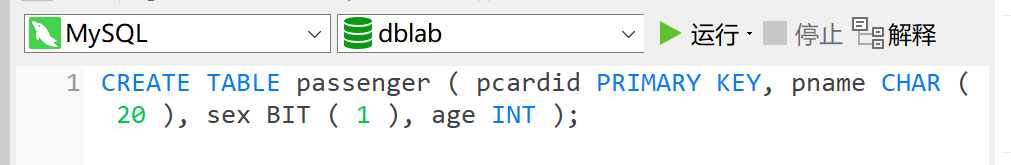 MySQL dblab 运行 停止 解释
1 CREATE TABLE passenger ( pcardid PRIMARY KEY, pname CHAR (
20 ), sex BIT ( 1 ), age INT );